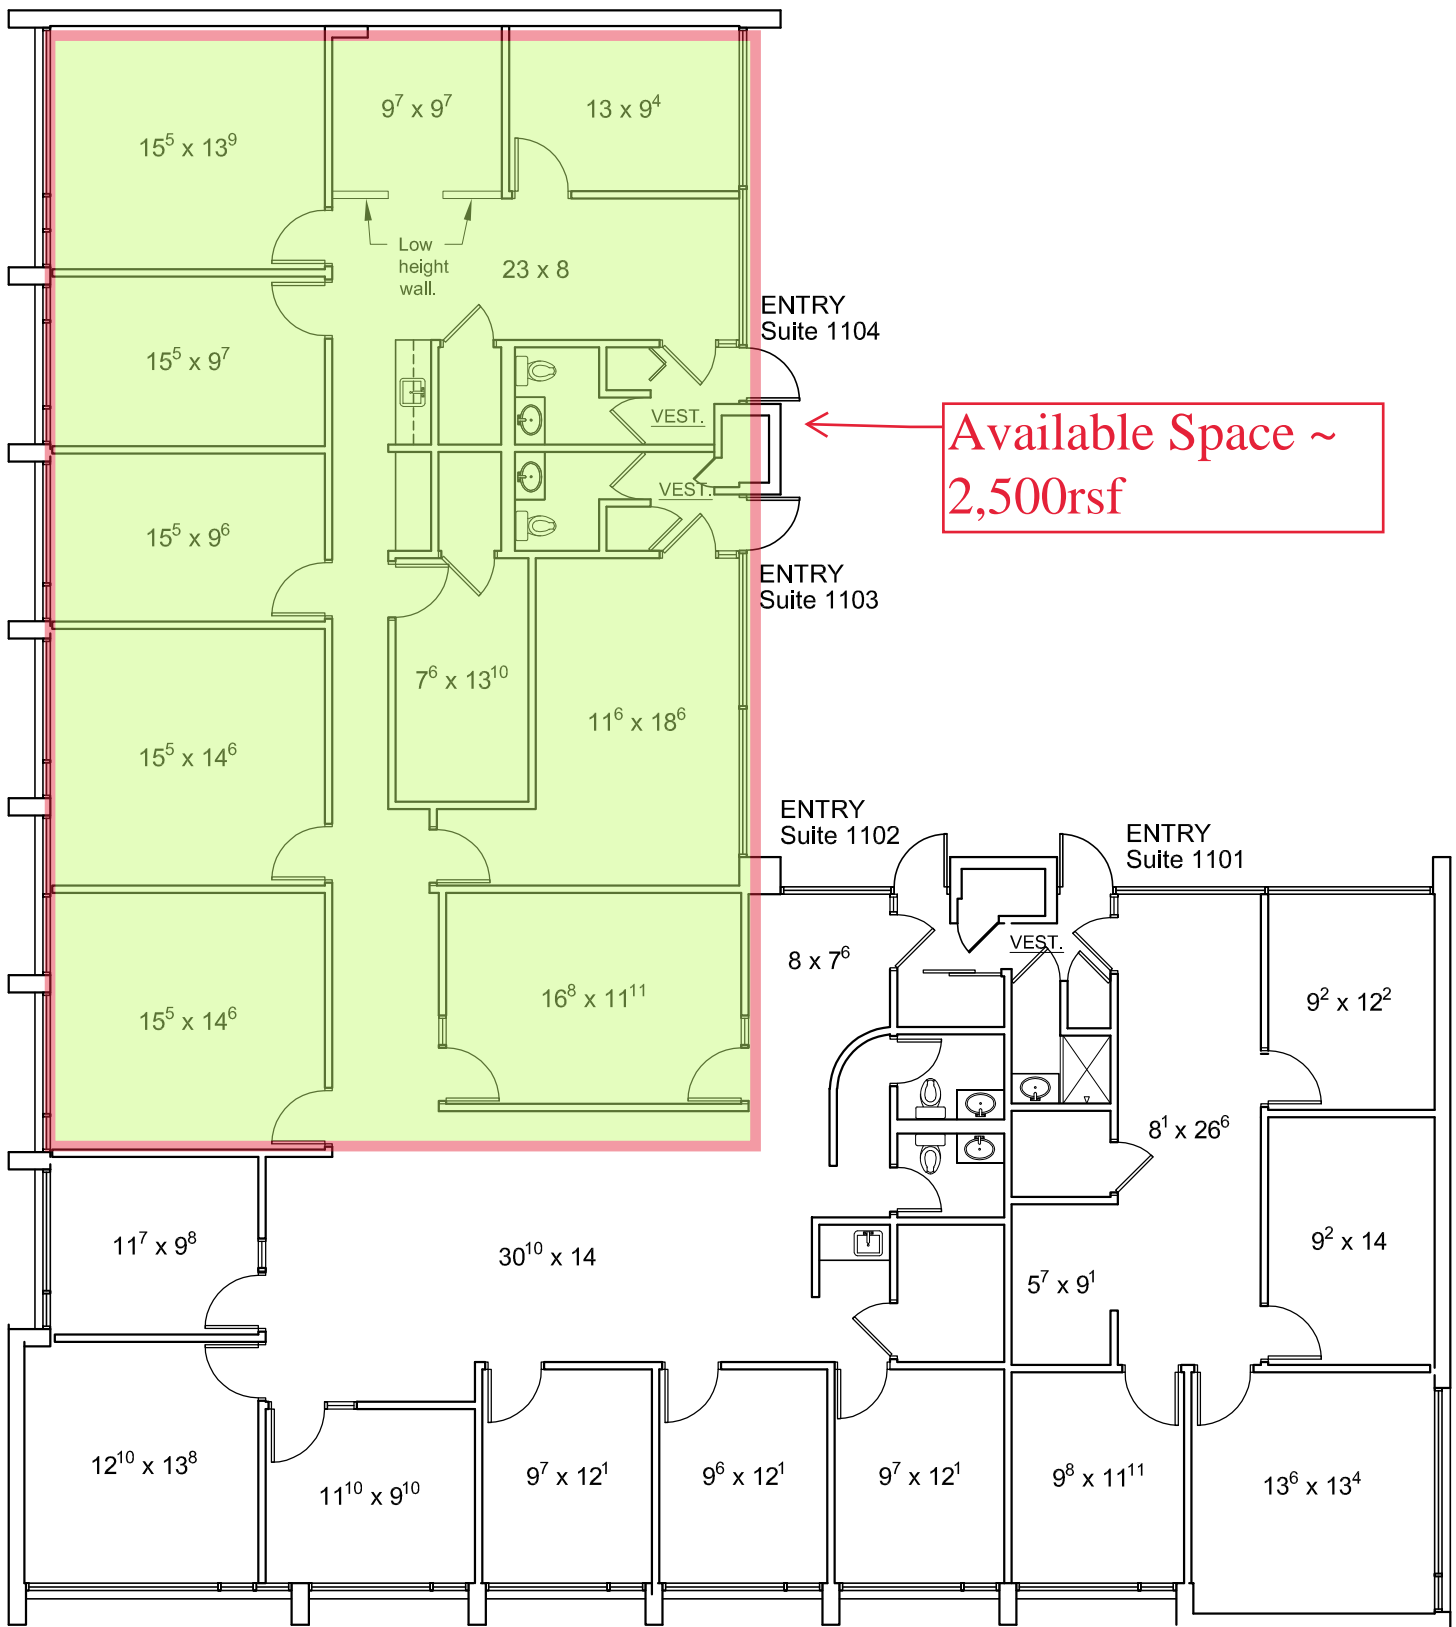 9⁷ x 9⁷
13 x 9⁴
15⁵ x 13⁹
Low
height
wall.
23 x 8
ENTRY
Suite 1104
15⁵ x 9⁷
VEST.
Available Space ~
2,500rsf
VEST.
15⁵ x 9⁶
ENTRY
Suite 1103
7⁶ x 13¹⁰
11⁶ x 18⁶
15⁵ x 14⁶
ENTRY
Suite 1102
ENTRY
Suite 1101
VEST.
8 x 7⁶
16⁸ x 11¹¹
9² x 12²
15⁵ x 14⁶
8¹ x 26⁶
11⁷ x 9⁸
30¹⁰ x 14
9² x 14
5⁷ x 9¹
12¹⁰ x 13⁸
11¹⁰ x 9¹⁰
9⁷ x 12¹
9⁶ x 12¹
9⁷ x 12¹
9⁸ x 11¹¹
13⁶ x 13⁴